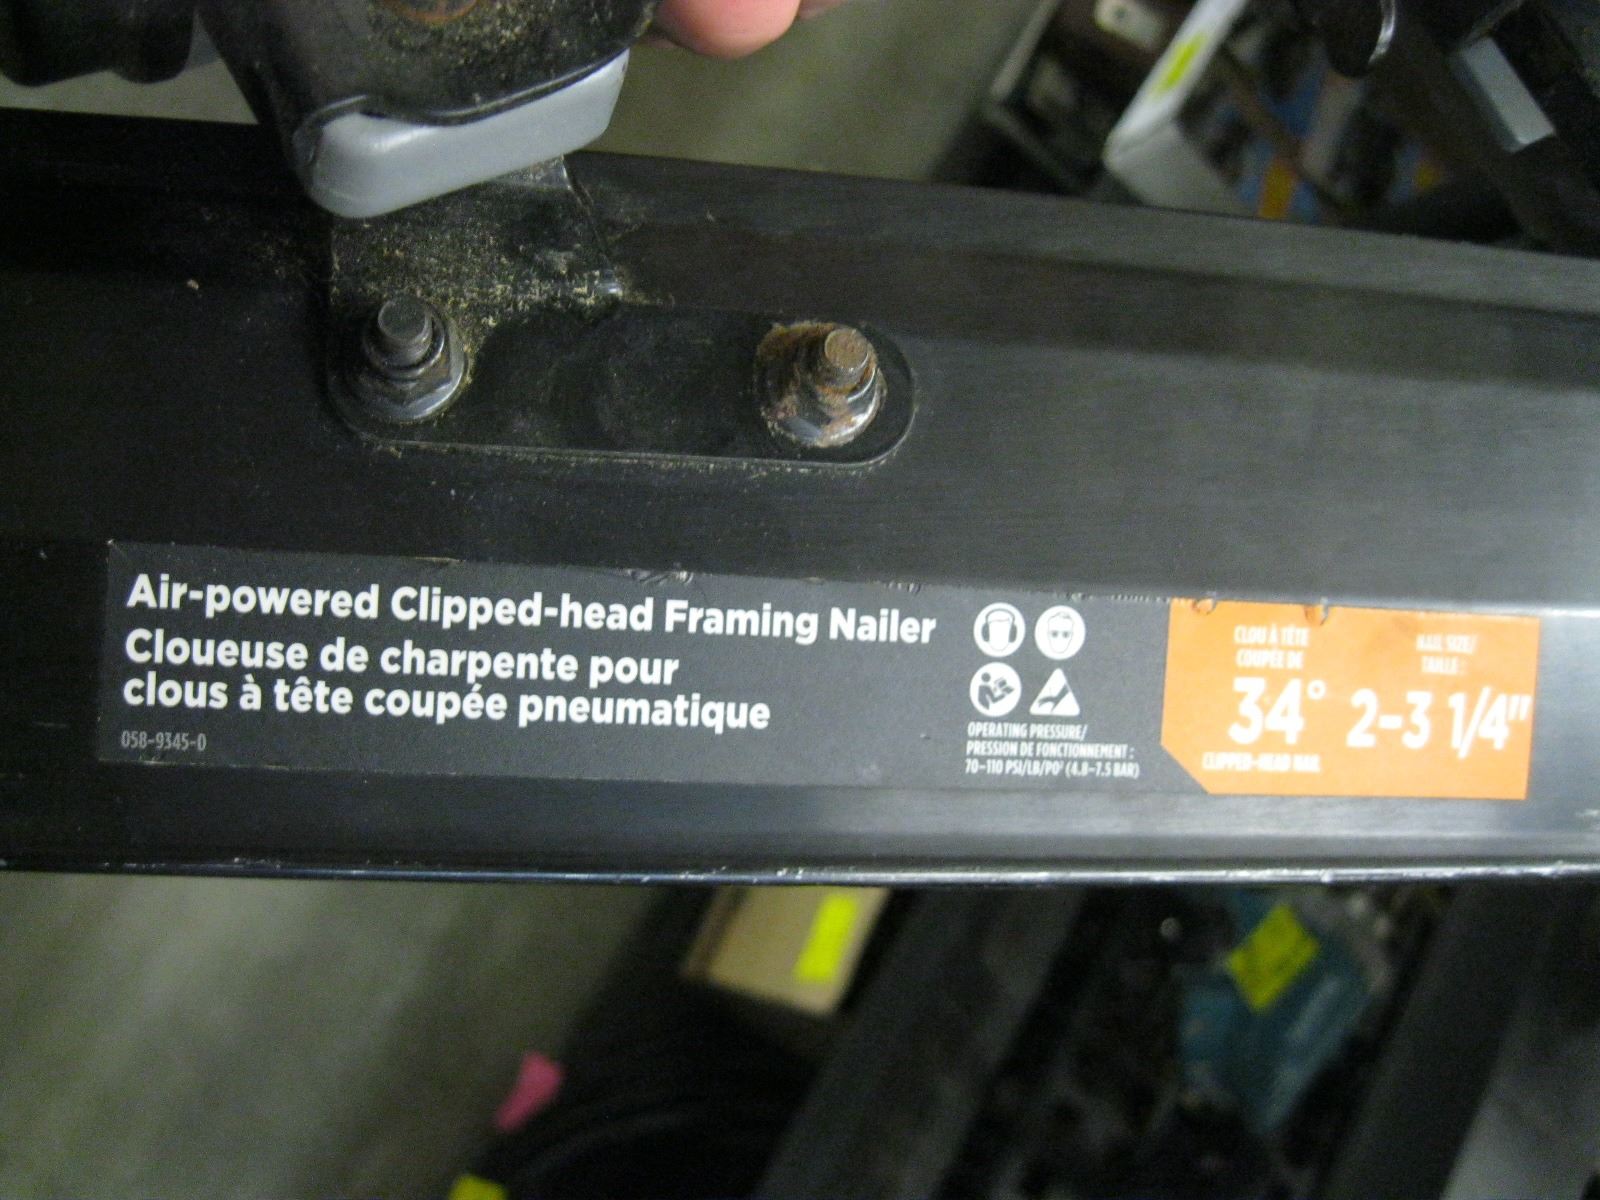 Air-powered Clipped-head Framing Nailer
Cloueuse de charpente pour
clous à tête coupée pneumatique
058-9345-0
OPERATING PRESSURE/
PRESSION DE FONCTIONNEMENT :
70-110 PSI/LB/PO² (4.8-7.5 BAR)
CLOU À TÊTE
COUPÉE DE
34°
CLIPPED-HEAD NAIL
NAIL SIZE/
TAILLE :
2-3 1/4"